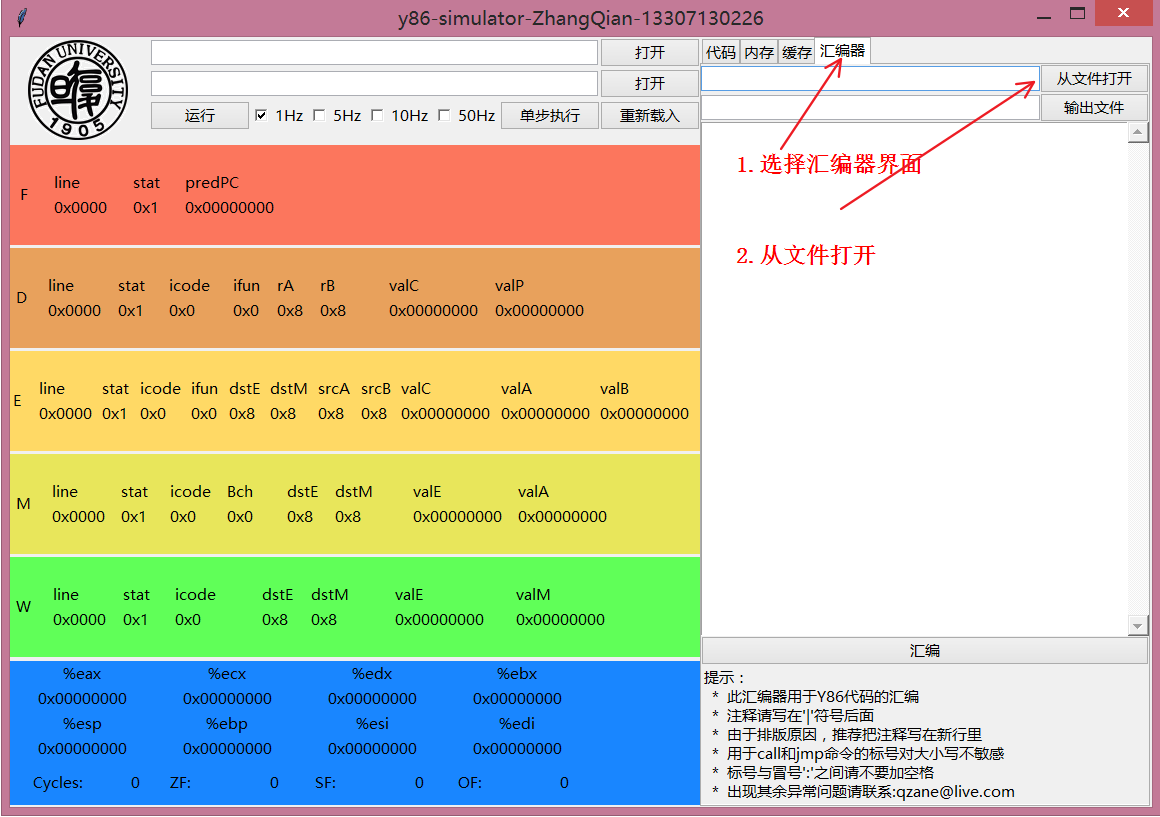 y86-simulator-ZhangQian-13307130226
FUDAN UNIVERSITY
1905
打开
打开
运行 1Hz 5Hz 10Hz 50Hz 单步执行 重新载入
代码 内存 缓存 汇编器
从文件打开
输出文件
1.选择汇编器界面
2.从文件打开
F
line stat predPC
0x0000 0x1 0x00000000
D
line stat icode ifun rA rB valC valP
0x0000 0x1 0x0 0x0 0x8 0x8 0x00000000 0x00000000
E
line stat icode ifun dstE dstM srcA srcB valC valA valB
0x0000 0x1 0x0 0x0 0x8 0x8 0x8 0x8 0x00000000 0x00000000 0x00000000
M
line stat icode Bch dstE dstM valE valA
0x0000 0x1 0x0 0x0 0x8 0x8 0x00000000 0x00000000
W
line stat icode dstE dstM valE valM
0x0000 0x1 0x0 0x8 0x8 0x00000000 0x00000000
%eax %ecx %edx %ebx
0x00000000 0x00000000 0x00000000 0x00000000
%esp %ebp %esi %edi
0x00000000 0x00000000 0x00000000 0x00000000
Cycles: 0 ZF: 0 SF: 0 OF: 0
汇编
提示：
* 此汇编器用于Y86代码的汇编
* 注释请写在'|'符号后面
* 由于排版原因，推荐把注释写在新行里
* 用于call和jmp命令的标号对大小写不敏感
* 标号与冒号':'之间请不要加空格
* 出现其余异常问题请联系:qzane@live.com